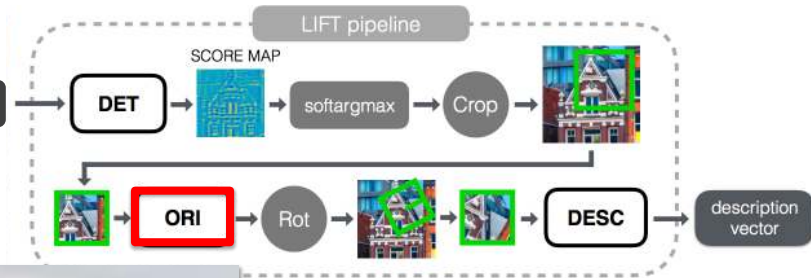 LIFT pipeline
SCORE MAP
DET
softargmax
Crop
ORI
Rot
DESC
description
vector